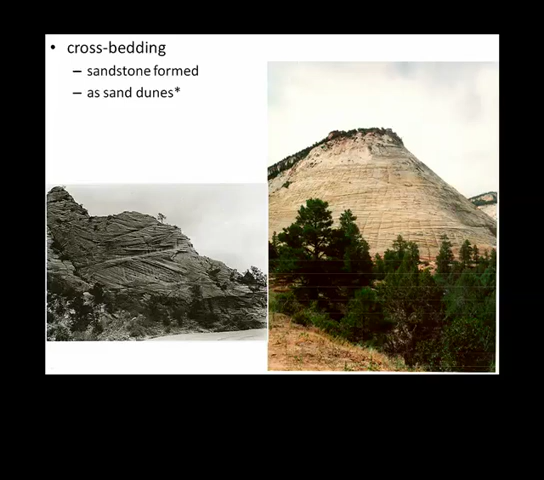 • cross-bedding
– sandstone formed
– as sand dunes*